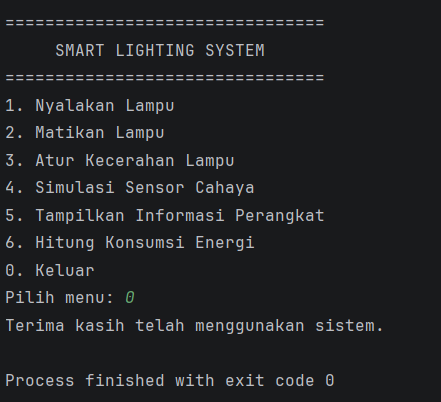 ================================
SMART LIGHTING SYSTEM
================================
1. Nyalakan Lampu
2. Matikan Lampu
3. Atur Kecerahan Lampu
4. Simulasi Sensor Cahaya
5. Tampilkan Informasi Perangkat
6. Hitung Konsumsi Energi
0. Keluar
Pilih menu: 0
Terima kasih telah menggunakan sistem.
Process finished with exit code 0